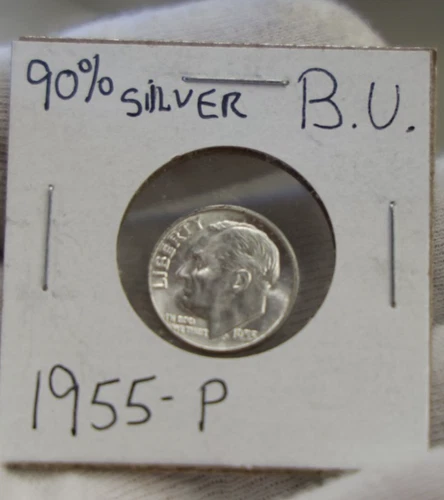 90% SILVER B.U.
LIBERTY
IN GOD
WE TRUST
1955
1955-P